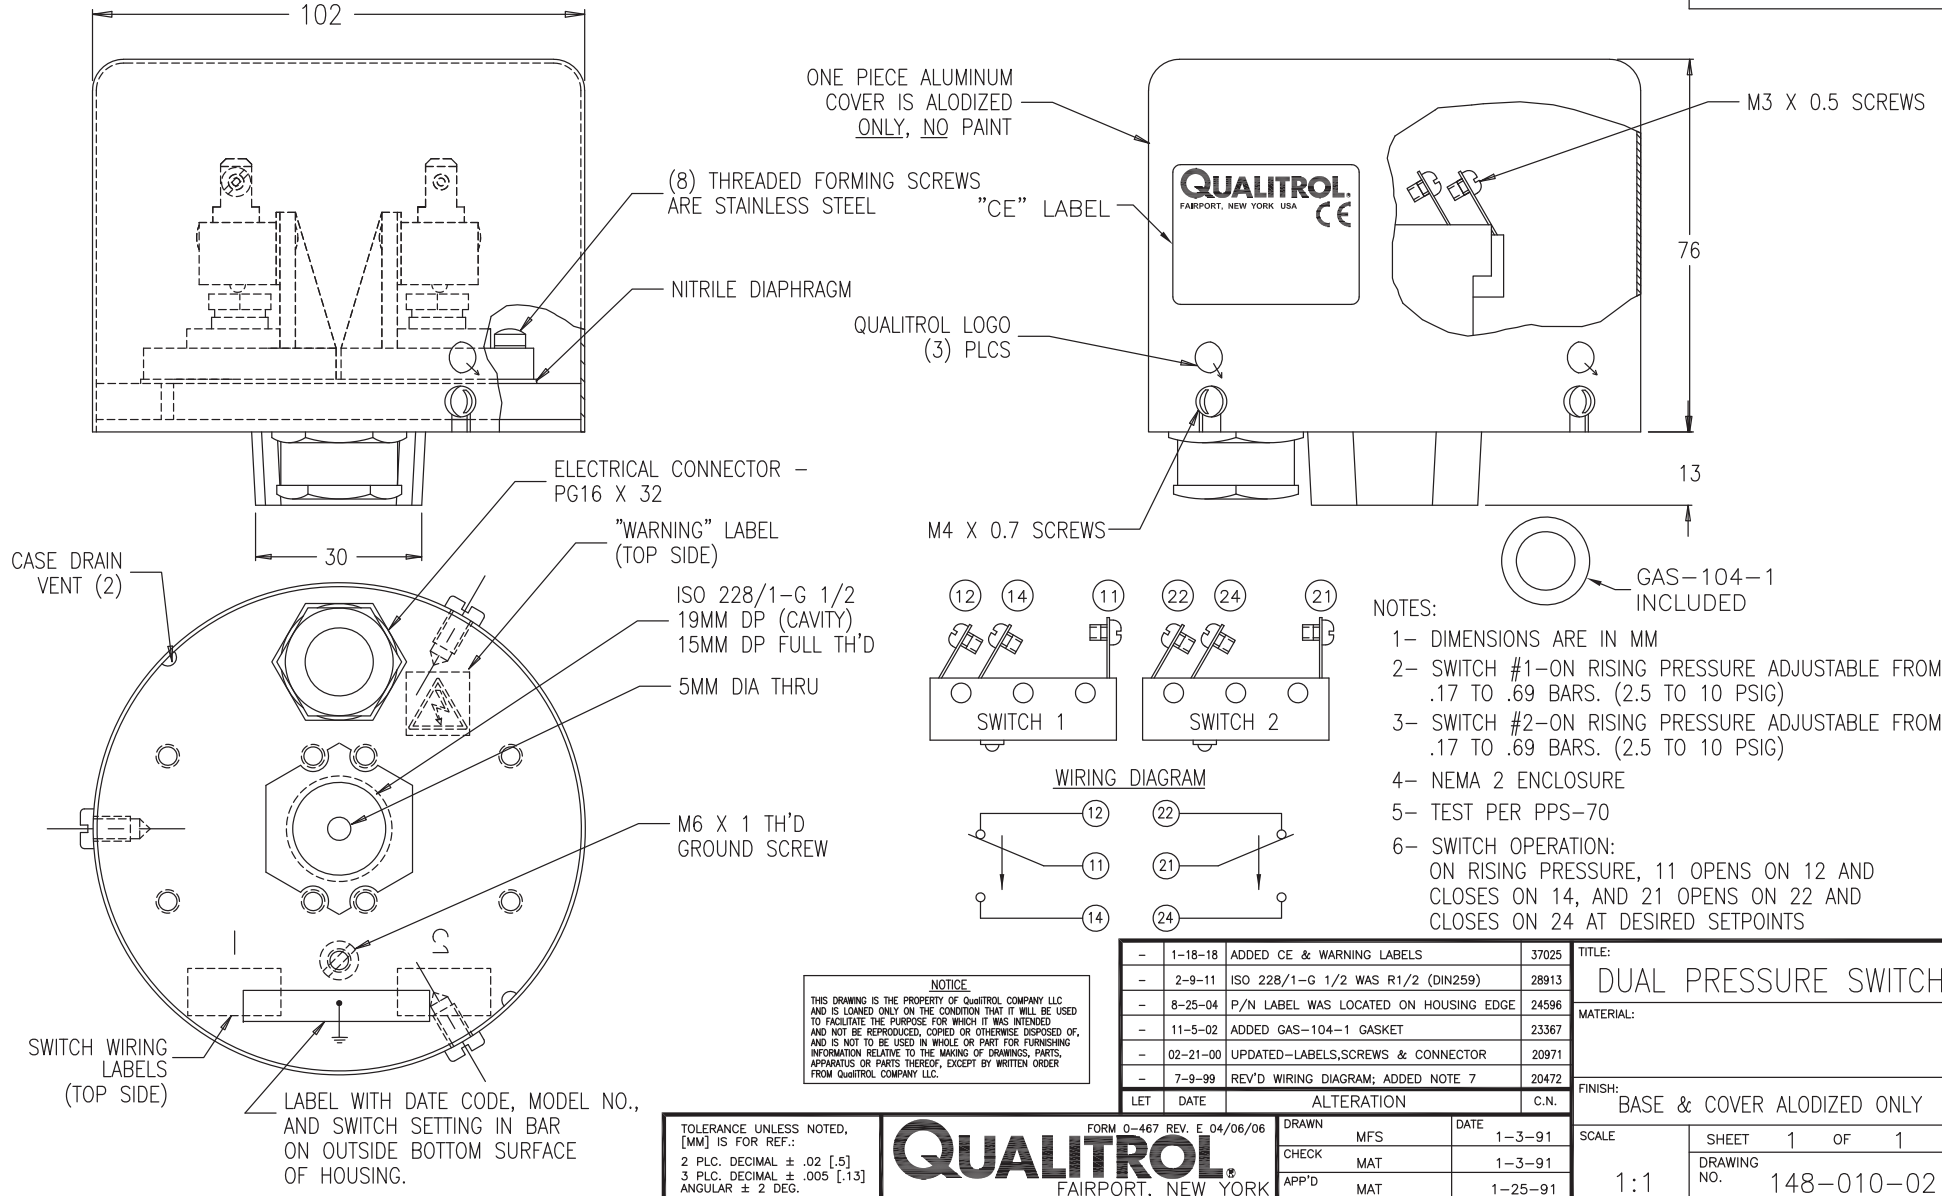 102
ONE PIECE ALUMINUM
COVER IS ALODIZED
ONLY, NO PAINT
M3 X 0.5 SCREWS
(8) THREADED FORMING SCREWS
ARE STAINLESS STEEL
"CE" LABEL
QUALITROL.
FAIRPORT, NEW YORK USA
CE
76
NITRILE DIAPHRAGM
QUALITROL LOGO
(3) PLCS
13
ELECTRICAL CONNECTOR –
PG16 X 32
M4 X 0.7 SCREWS
30
"WARNING" LABEL
(TOP SIDE)
CASE DRAIN
VENT (2)
ISO 228/1-G 1/2
19MM DP (CAVITY)
15MM DP FULL TH'D
5MM DIA THRU
M6 X 1 TH'D
GROUND SCREW
SWITCH WIRING
LABELS
(TOP SIDE)
LABEL WITH DATE CODE, MODEL NO.,
AND SWITCH SETTING IN BAR
ON OUTSIDE BOTTOM SURFACE
OF HOUSING.
GAS-104-1
INCLUDED
12 14 11 22 24 21
SWITCH 1
SWITCH 2
WIRING DIAGRAM
12 22
11 21
14 24
NOTES:
1- DIMENSIONS ARE IN MM
2- SWITCH #1-ON RISING PRESSURE ADJUSTABLE FROM
.17 TO .69 BARS. (2.5 TO 10 PSIG)
3- SWITCH #2-ON RISING PRESSURE ADJUSTABLE FROM
.17 TO .69 BARS. (2.5 TO 10 PSIG)
4- NEMA 2 ENCLOSURE
5- TEST PER PPS-70
6- SWITCH OPERATION:
ON RISING PRESSURE, 11 OPENS ON 12 AND
CLOSES ON 14, AND 21 OPENS ON 22 AND
CLOSES ON 24 AT DESIRED SETPOINTS
NOTICE
THIS DRAWING IS THE PROPERTY OF QualiTROL COMPANY LLC
AND IS LOANED ONLY ON THE CONDITION THAT IT WILL BE USED
TO FACILITATE THE PURPOSE FOR WHICH IT WAS INTENDED
AND NOT BE REPRODUCED, COPIED OR OTHERWISE DISPOSED OF,
AND IS NOT TO BE USED IN WHOLE OR PART FOR FURNISHING
INFORMATION RELATIVE TO THE MAKING OF DRAWINGS, PARTS,
APPARATUS OR PARTS THEREOF, EXCEPT BY WRITTEN ORDER
FROM QualiTROL COMPANY LLC.
- 1-18-18 ADDED CE & WARNING LABELS 37025
- 2-9-11 ISO 228/1-G 1/2 WAS R1/2 (DIN259) 28913
- 8-25-04 P/N LABEL WAS LOCATED ON HOUSING EDGE 24596
- 11-5-02 ADDED GAS-104-1 GASKET 23367
- 02-21-00 UPDATED-LABELS,SCREWS & CONNECTOR 20971
- 7-9-99 REV'D WIRING DIAGRAM; ADDED NOTE 7 20472
LET DATE ALTERATION C.N.
TITLE:
DUAL PRESSURE SWITCH
MATERIAL:
FINISH:
BASE & COVER ALODIZED ONLY
SCALE
1:1
SHEET 1 OF 1
DRAWING
NO. 148-010-02
TOLERANCE UNLESS NOTED,
[MM] IS FOR REF.:
2 PLC. DECIMAL ± .02 [.5]
3 PLC. DECIMAL ± .005 [.13]
ANGULAR ± 2 DEG.
FORM 0-467 REV. E 04/06/06
QUALITROL®
FAIRPORT, NEW YORK
DRAWN MFS DATE 1-3-91
CHECK MAT 1-3-91
APP'D MAT 1-25-91